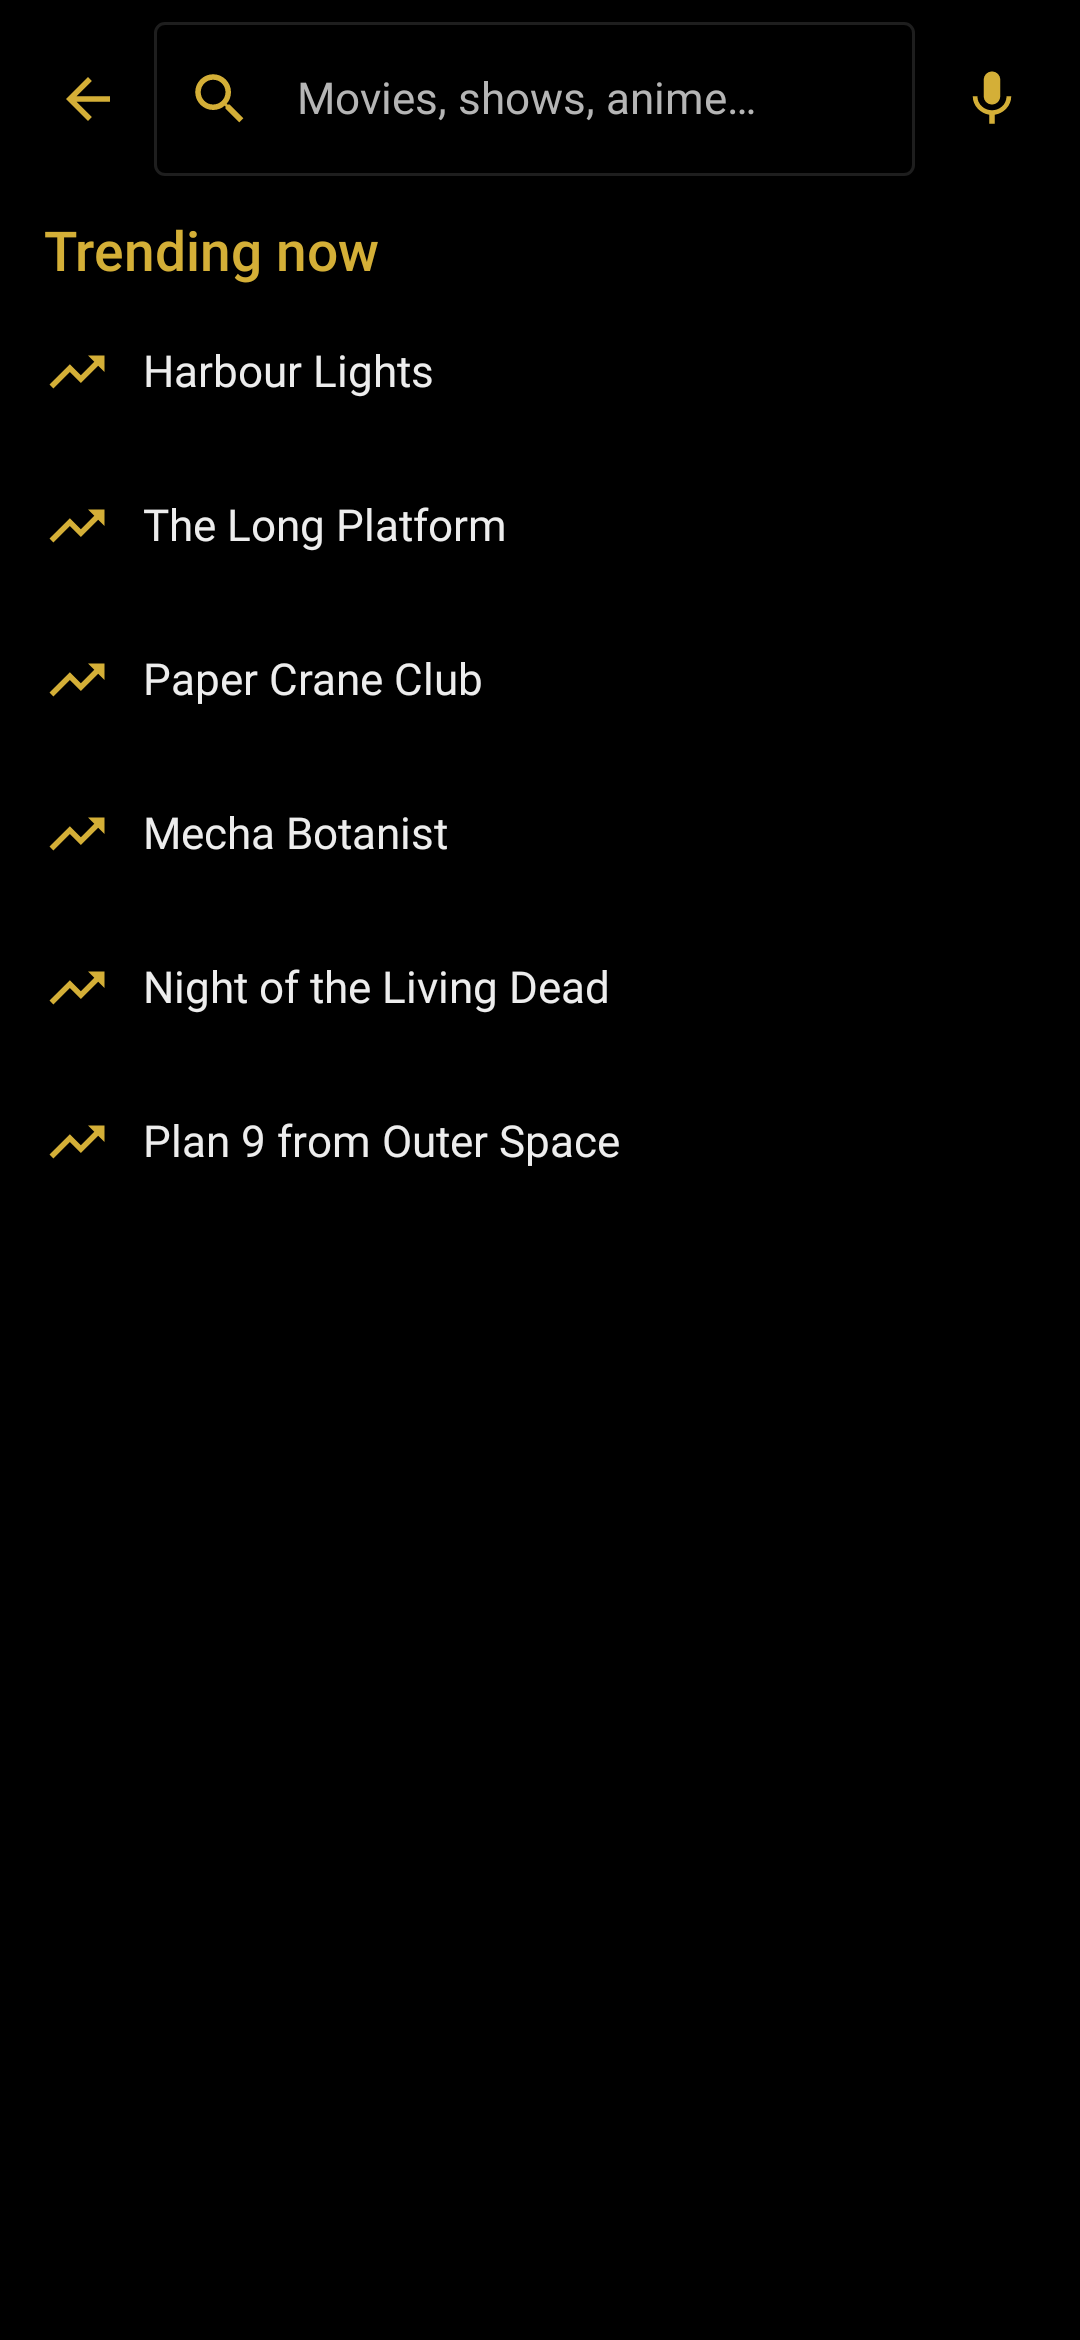 Movies, shows, anime…
Trending now
Harbour Lights
The Long Platform
Paper Crane Club
Mecha Botanist
Night of the Living Dead
Plan 9 from Outer Space